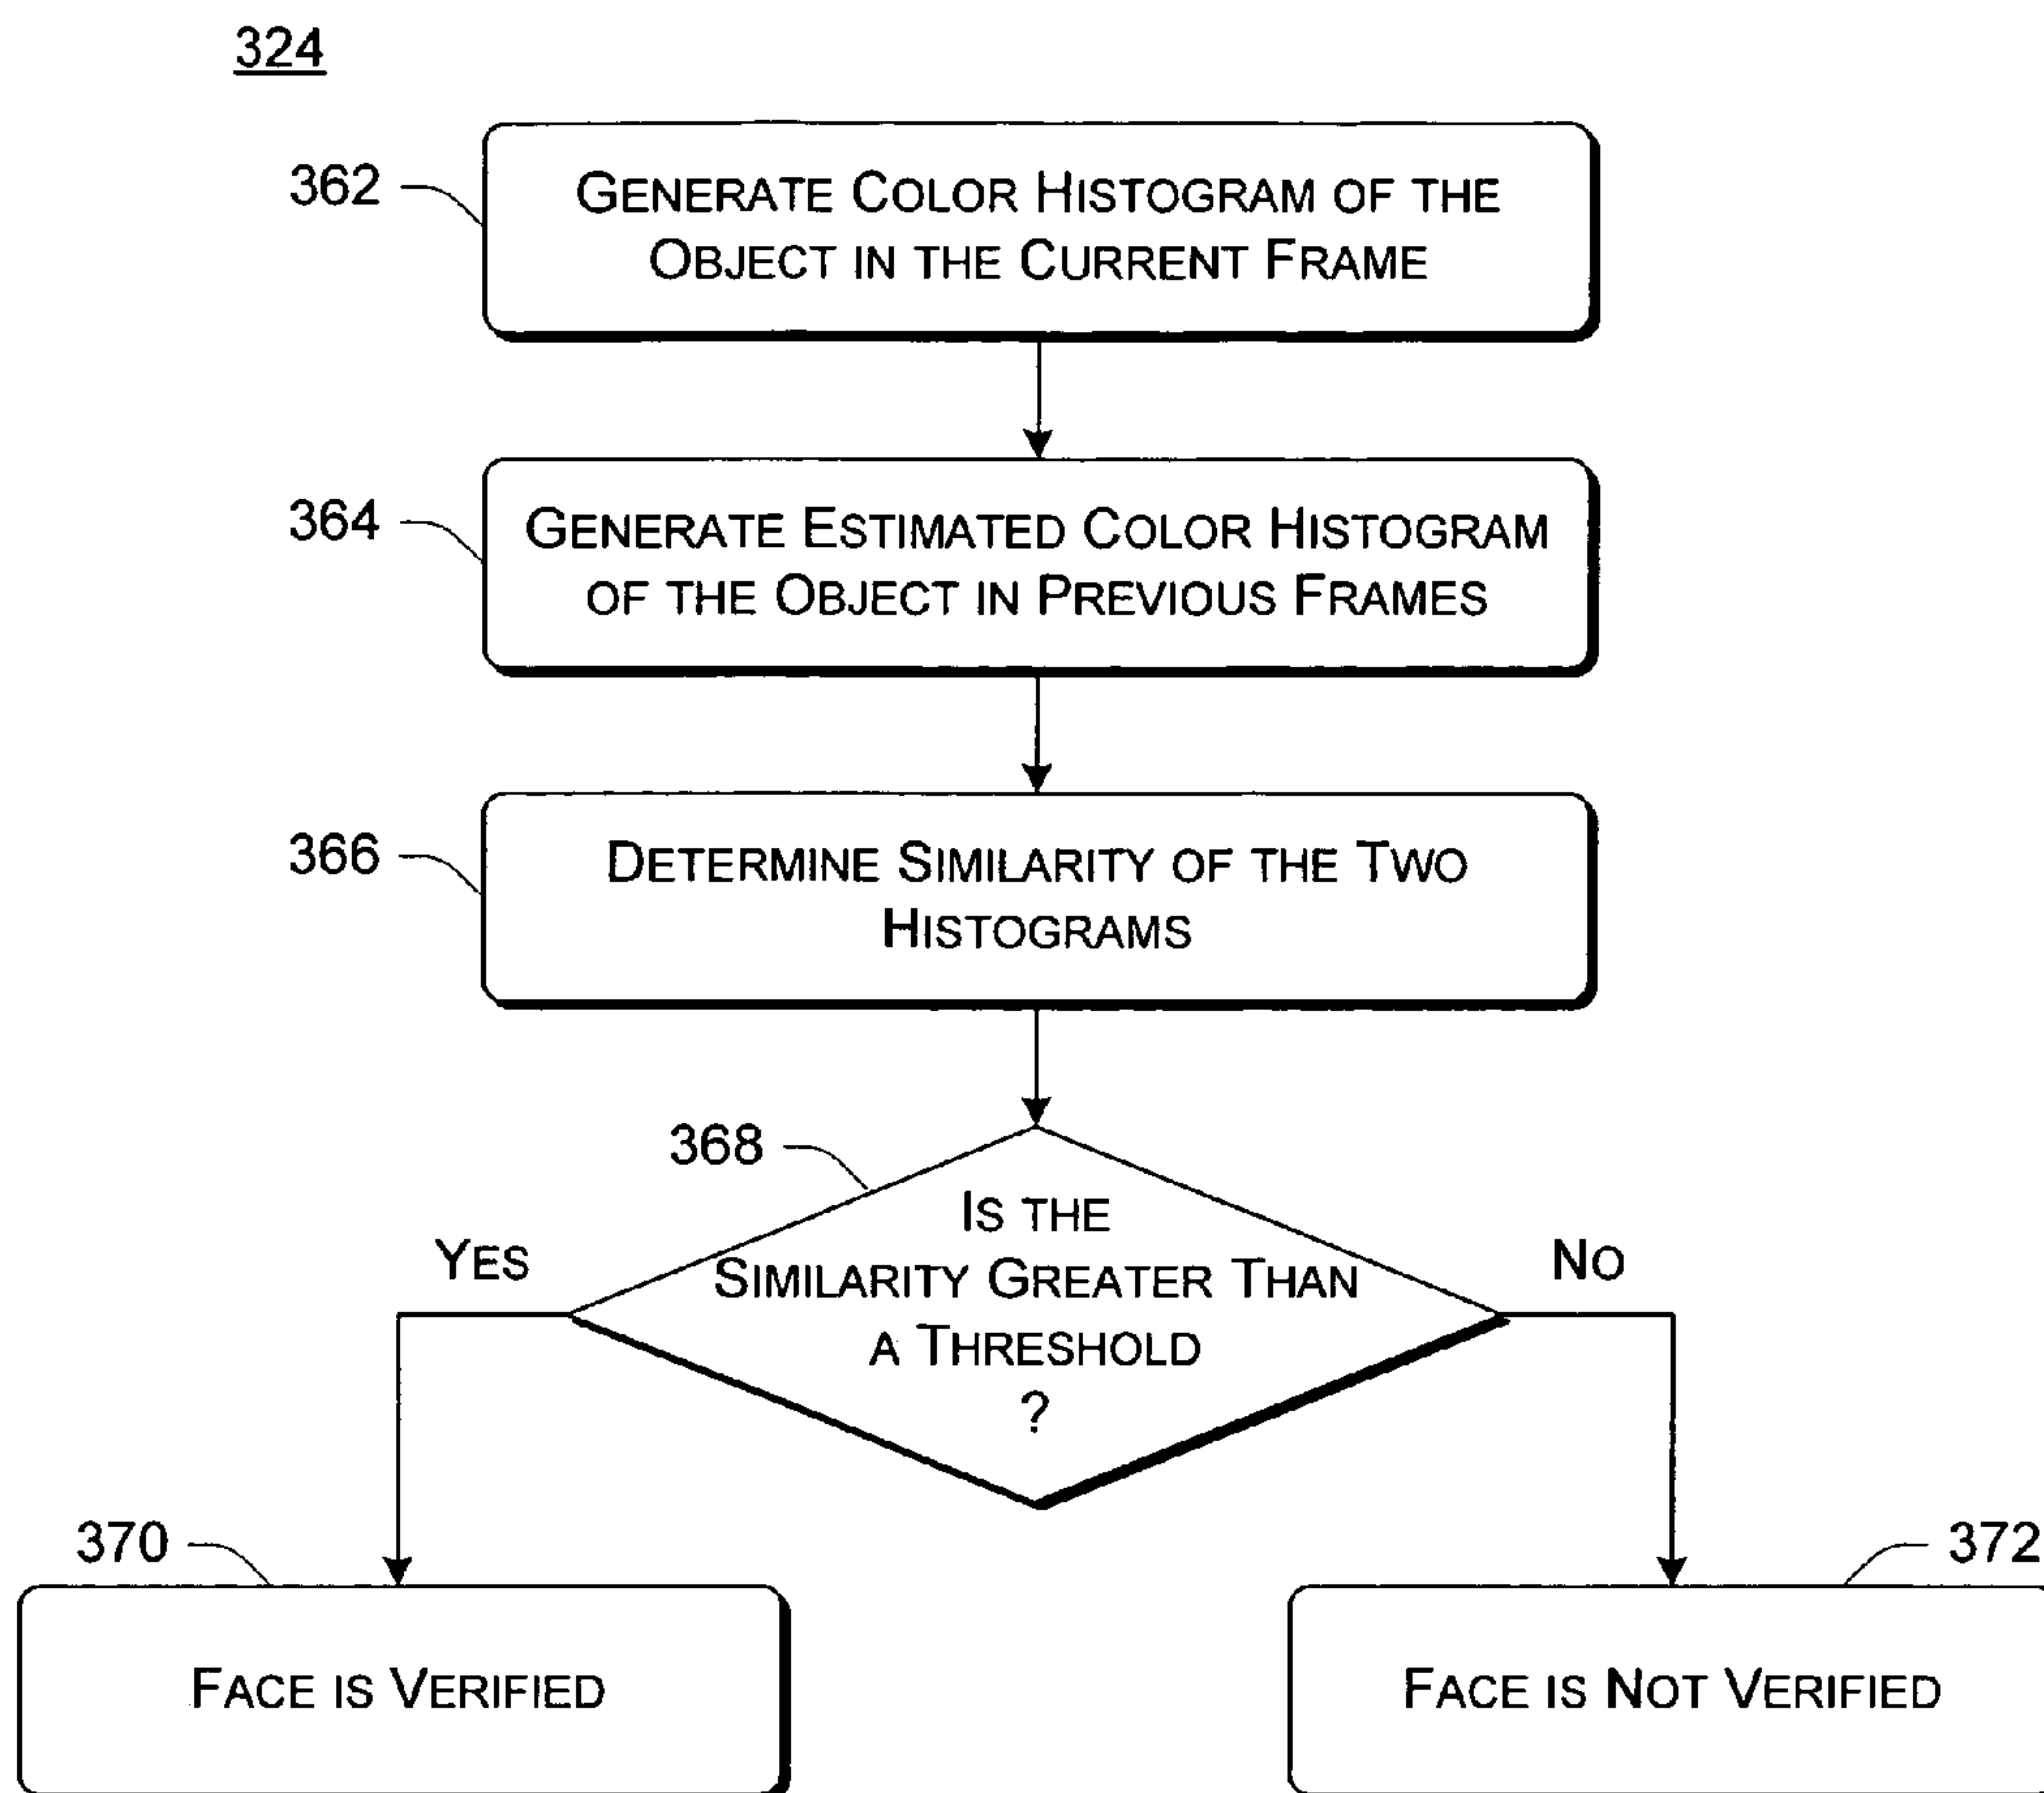 324
362
GENERATE COLOR HISTOGRAM OF THE
OBJECT IN THE CURRENT FRAME
364
GENERATE ESTIMATED COLOR HISTOGRAM
OF THE OBJECT IN PREVIOUS FRAMES
366
DETERMINE SIMILARITY OF THE TWO
HISTOGRAMS
368
IS THE
SIMILARITY GREATER THAN
A THRESHOLD
?
YES
NO
370
FACE IS VERIFIED
372
FACE IS NOT VERIFIED